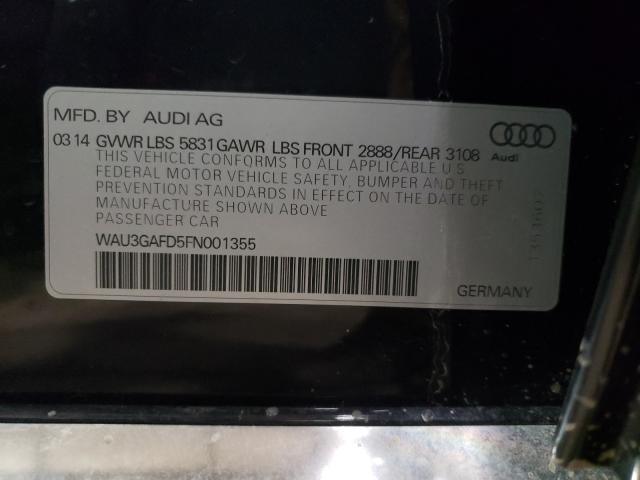 MFD. BY AUDI AG
0314 GVWR LBS 5831 GAWR LBS FRONT 2888/REAR 3108
Audi
THIS VEHICLE CONFORMS TO ALL APPLICABLE U S
FEDERAL MOTOR VEHICLE SAFETY, BUMPER AND THEFT
PREVENTION STANDARDS IN EFFECT ON THE DATE OF
MANUFACTURE SHOWN ABOVE
PASSENGER CAR
WAU3GAFD5FN001355
GERMANY